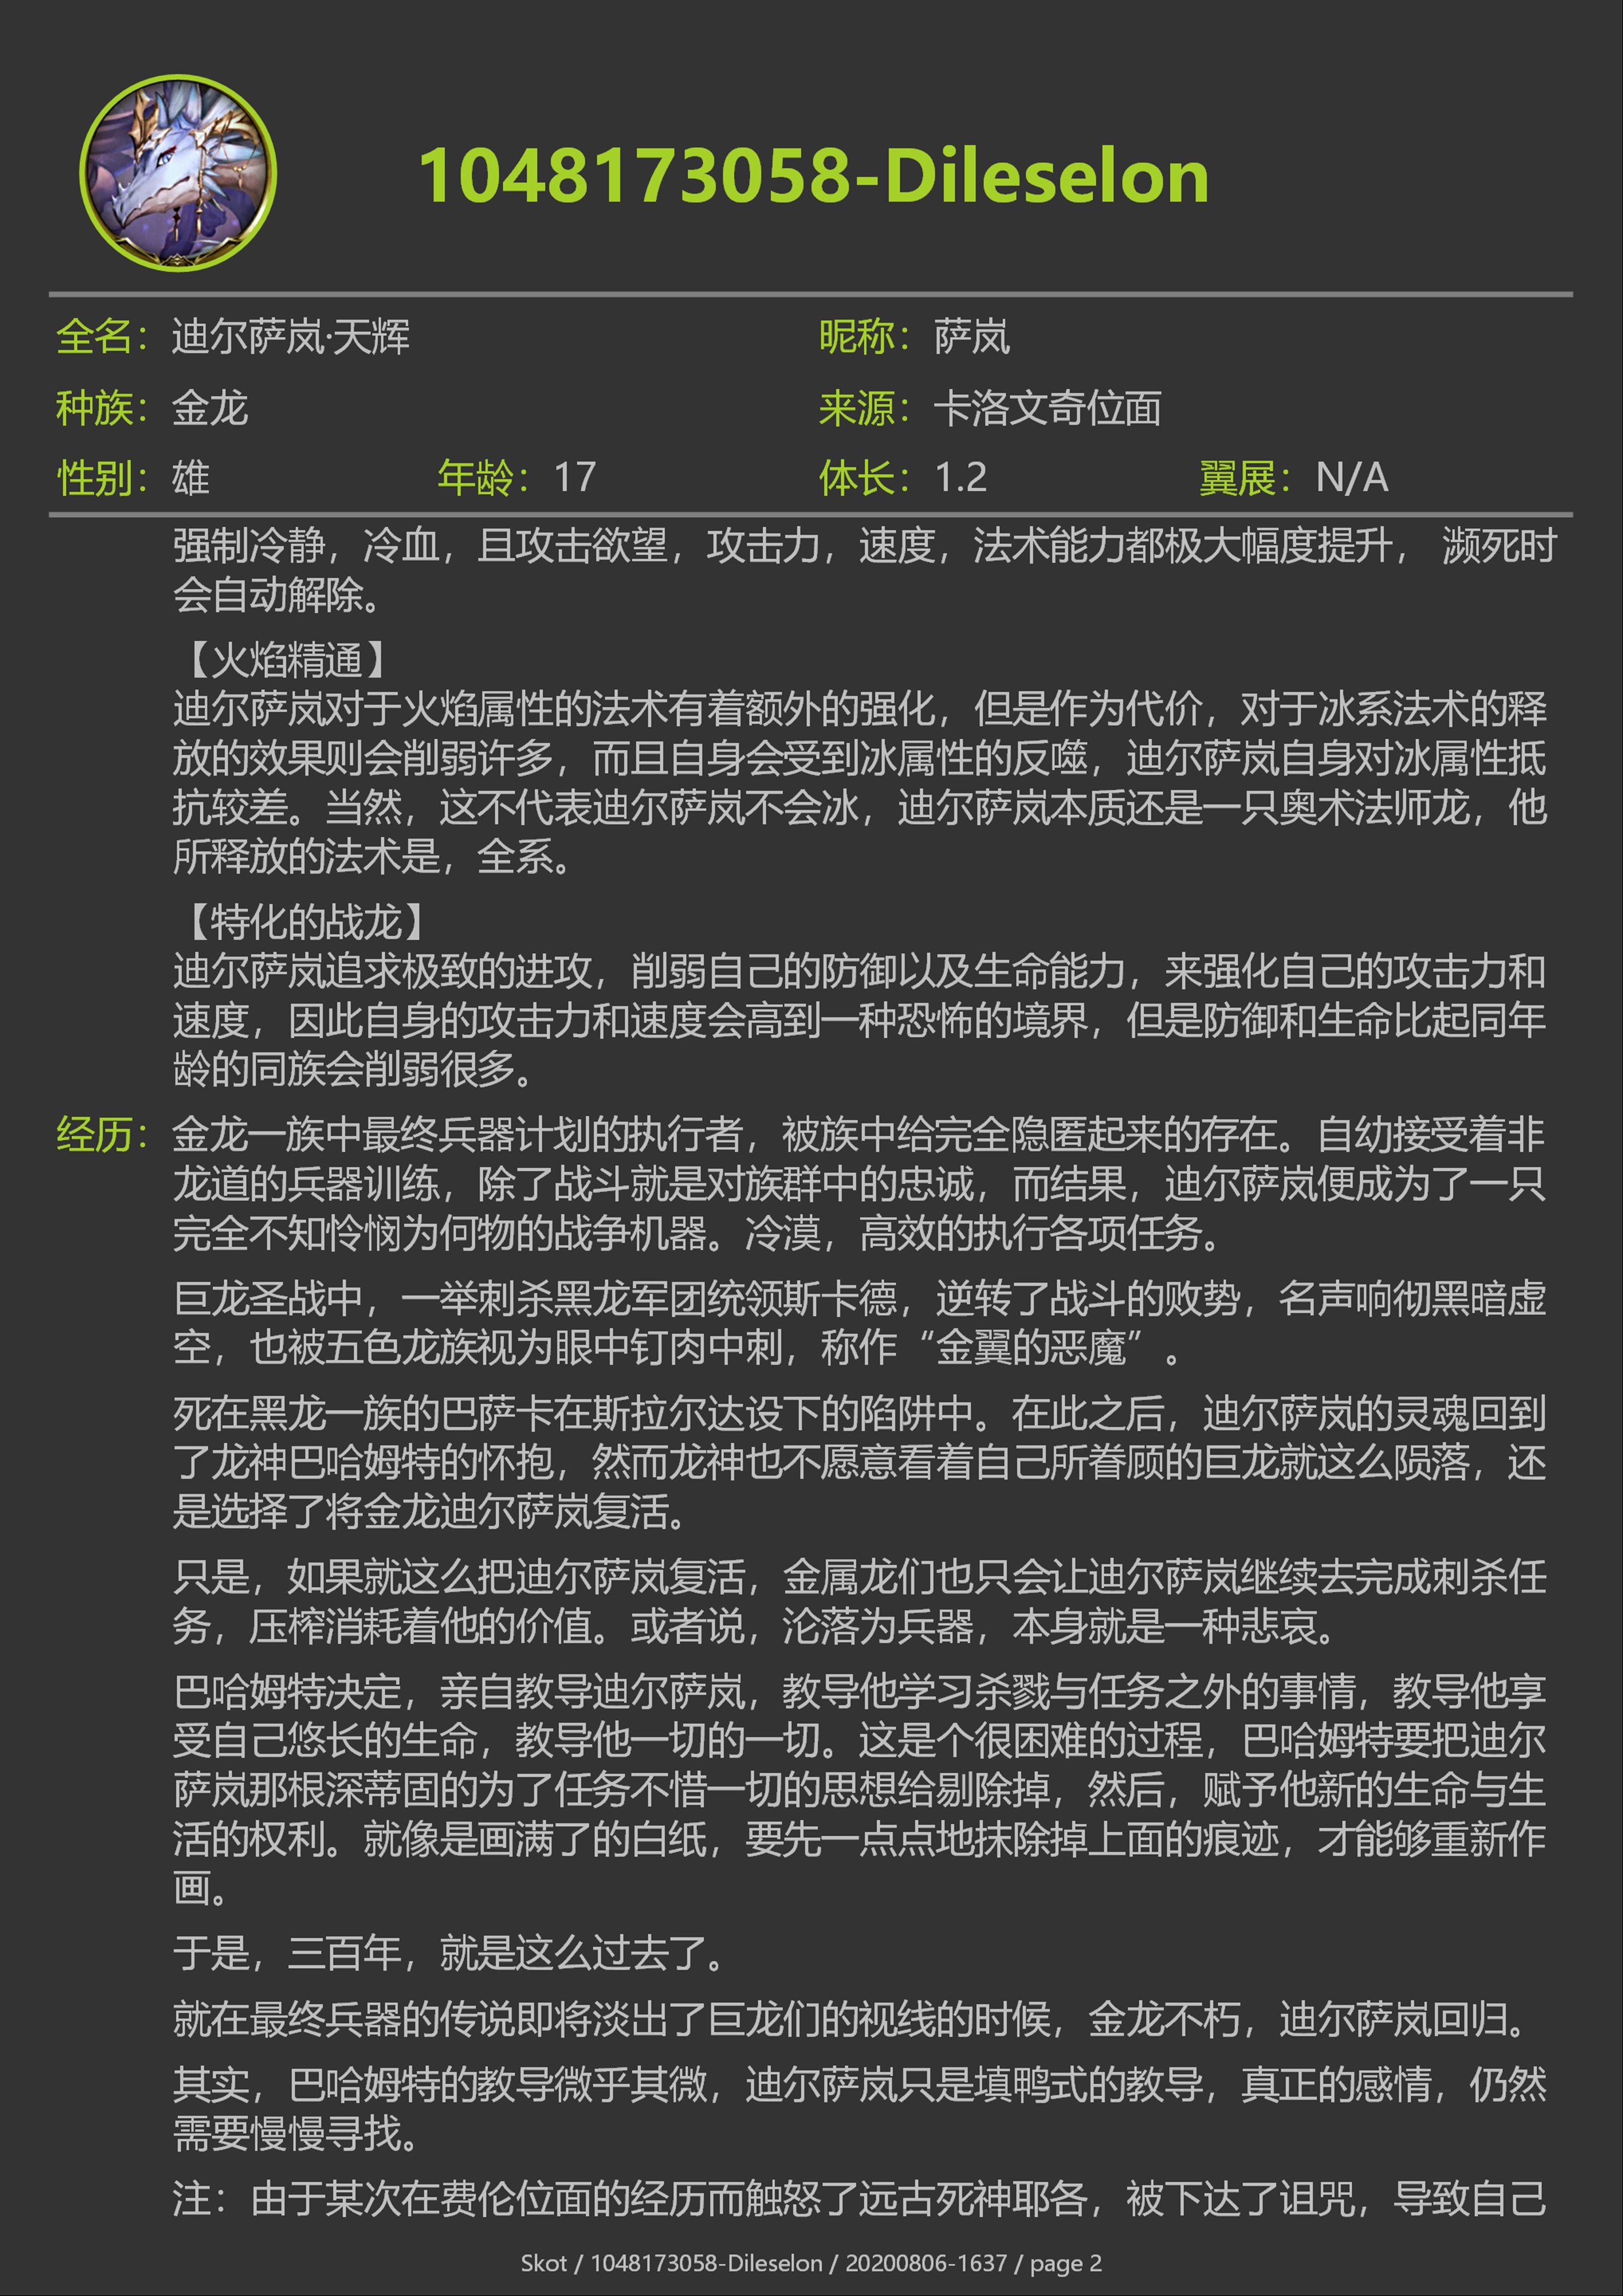 1048173058-Dileselon
全名：迪尔萨岚·天辉 昵称：萨岚
种族：金龙 来源：卡洛文奇位面
性别：雄 年龄：17 体长：1.2 翼展：N/A
强制冷静，冷血，且攻击欲望，攻击力，速度，法术能力都极大幅度提升， 濒死时
会自动解除。
【火焰精通】
迪尔萨岚对于火焰属性的法术有着额外的强化，但是作为代价，对于冰系法术的释
放的效果则会削弱许多，而且自身会受到冰属性的反噬，迪尔萨岚自身对冰属性抵
抗较差。当然，这不代表迪尔萨岚不会冰，迪尔萨岚本质还是一只奥术法师龙，他
所释放的法术是，全系。
【特化的战龙】
迪尔萨岚追求极致的进攻，削弱自己的防御以及生命能力，来强化自己的攻击力和
速度，因此自身的攻击力和速度会高到一种恐怖的境界，但是防御和生命比起同年
龄的同族会削弱很多。
经历：金龙一族中最终兵器计划的执行者，被族中给完全隐匿起来的存在。自幼接受着非
龙道的兵器训练，除了战斗就是对族群中的忠诚，而结果，迪尔萨岚便成为了一只
完全不知怜悯为何物的战争机器。冷漠，高效的执行各项任务。
巨龙圣战中，一举刺杀黑龙军团统领斯卡德，逆转了战斗的败势，名声响彻黑暗虚
空，也被五色龙族视为眼中钉肉中刺，称作“金翼的恶魔”。
死在黑龙一族的巴萨卡在斯拉尔达设下的陷阱中。在此之后，迪尔萨岚的灵魂回到
了龙神巴哈姆特的怀抱，然而龙神也不愿意看着自己所眷顾的巨龙就这么陨落，还
是选择了将金龙迪尔萨岚复活。
只是，如果就这么把迪尔萨岚复活，金属龙们也只会让迪尔萨岚继续去完成刺杀任
务，压榨消耗着他的价值。或者说，沦落为兵器，本身就是一种悲哀。
巴哈姆特决定，亲自教导迪尔萨岚，教导他学习杀戮与任务之外的事情，教导他享
受自己悠长的生命，教导他一切的一切。这是个很困难的过程，巴哈姆特要把迪尔
萨岚那根深蒂固的为了任务不惜一切的思想给剔除掉，然后，赋予他新的生命与生
活的权利。就像是画满了的白纸，要先一点点地抹除掉上面的痕迹，才能够重新作
画。
于是，三百年，就是这么过去了。
就在最终兵器的传说即将淡出了巨龙们的视线的时候，金龙不朽，迪尔萨岚回归。
其实，巴哈姆特的教导微乎其微，迪尔萨岚只是填鸭式的教导，真正的感情，仍然
需要慢慢寻找。
注：由于某次在费伦位面的经历而触怒了远古死神耶各，被下达了诅咒，导致自己
Skot / 1048173058-Dileselon / 20200806-1637 / page 2